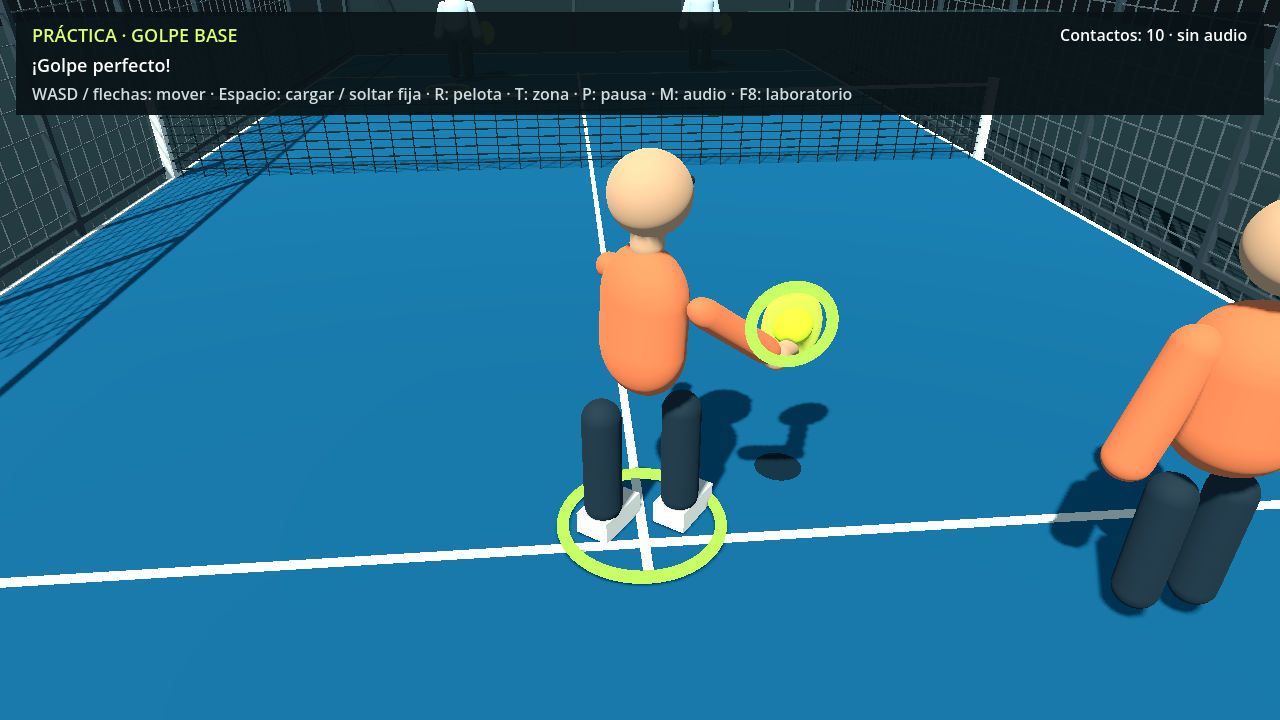 PRÁCTICA · GOLPE BASE
Contactos: 10 · sin audio
¡Golpe perfecto!
WASD / flechas: mover · Espacio: cargar / soltar fija · R: pelota · T: zona · P: pausa · M: audio · F8: laboratorio